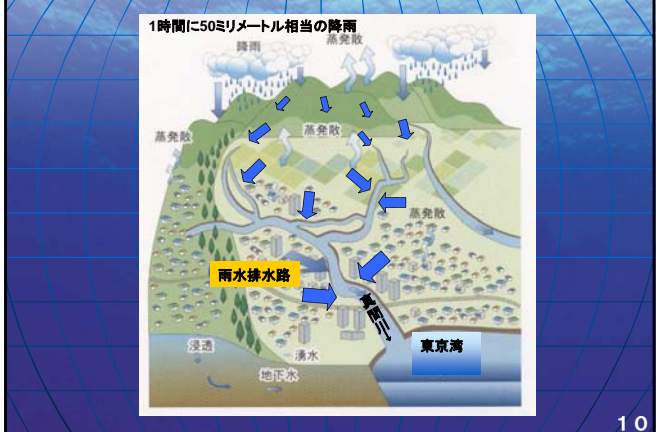 1時間に50ミリメートル相当の降雨
降雨
蒸発散
蒸発散
蒸発散
蒸発散
雨水排水路
真間川
東京湾
浸透
湧水
地下水
10